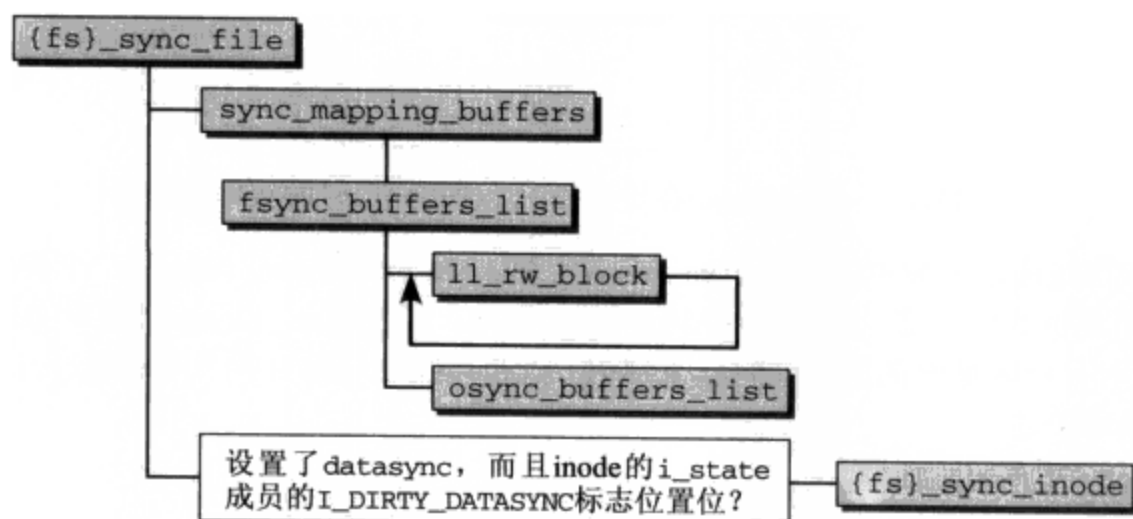 {fs}_sync_file
sync_mapping_buffers
fsync_buffers_list
ll_rw_block
osync_buffers_list
设置了datasync，而且inode的i_state
成员的I_DIRTY_DATASYNC标志位置位？
{fs}_sync_inode